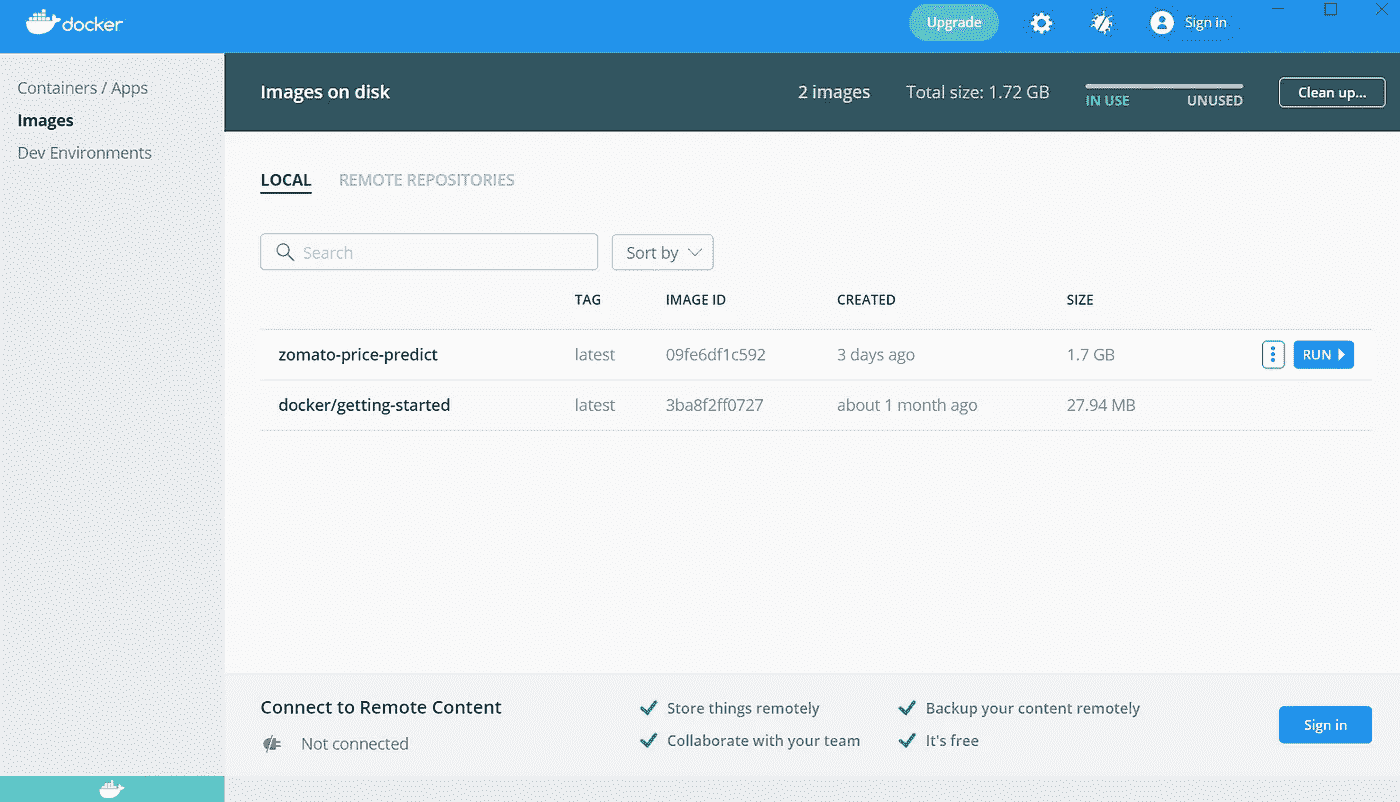 docker
Upgrade
Sign in
Containers / Apps
Images
Dev Environments
Images on disk
2 images
Total size: 1.72 GB
IN USE
UNUSED
Clean up...
LOCAL
REMOTE REPOSITORIES
Search
Sort by
TAG IMAGE ID CREATED SIZE
zomato-price-predict latest 09fe6df1c592 3 days ago 1.7 GB RUN
docker/getting-started latest 3ba8f2ff0727 about 1 month ago 27.94 MB
Connect to Remote Content
Not connected
Store things remotely
Collaborate with your team
Backup your content remotely
It's free
Sign in